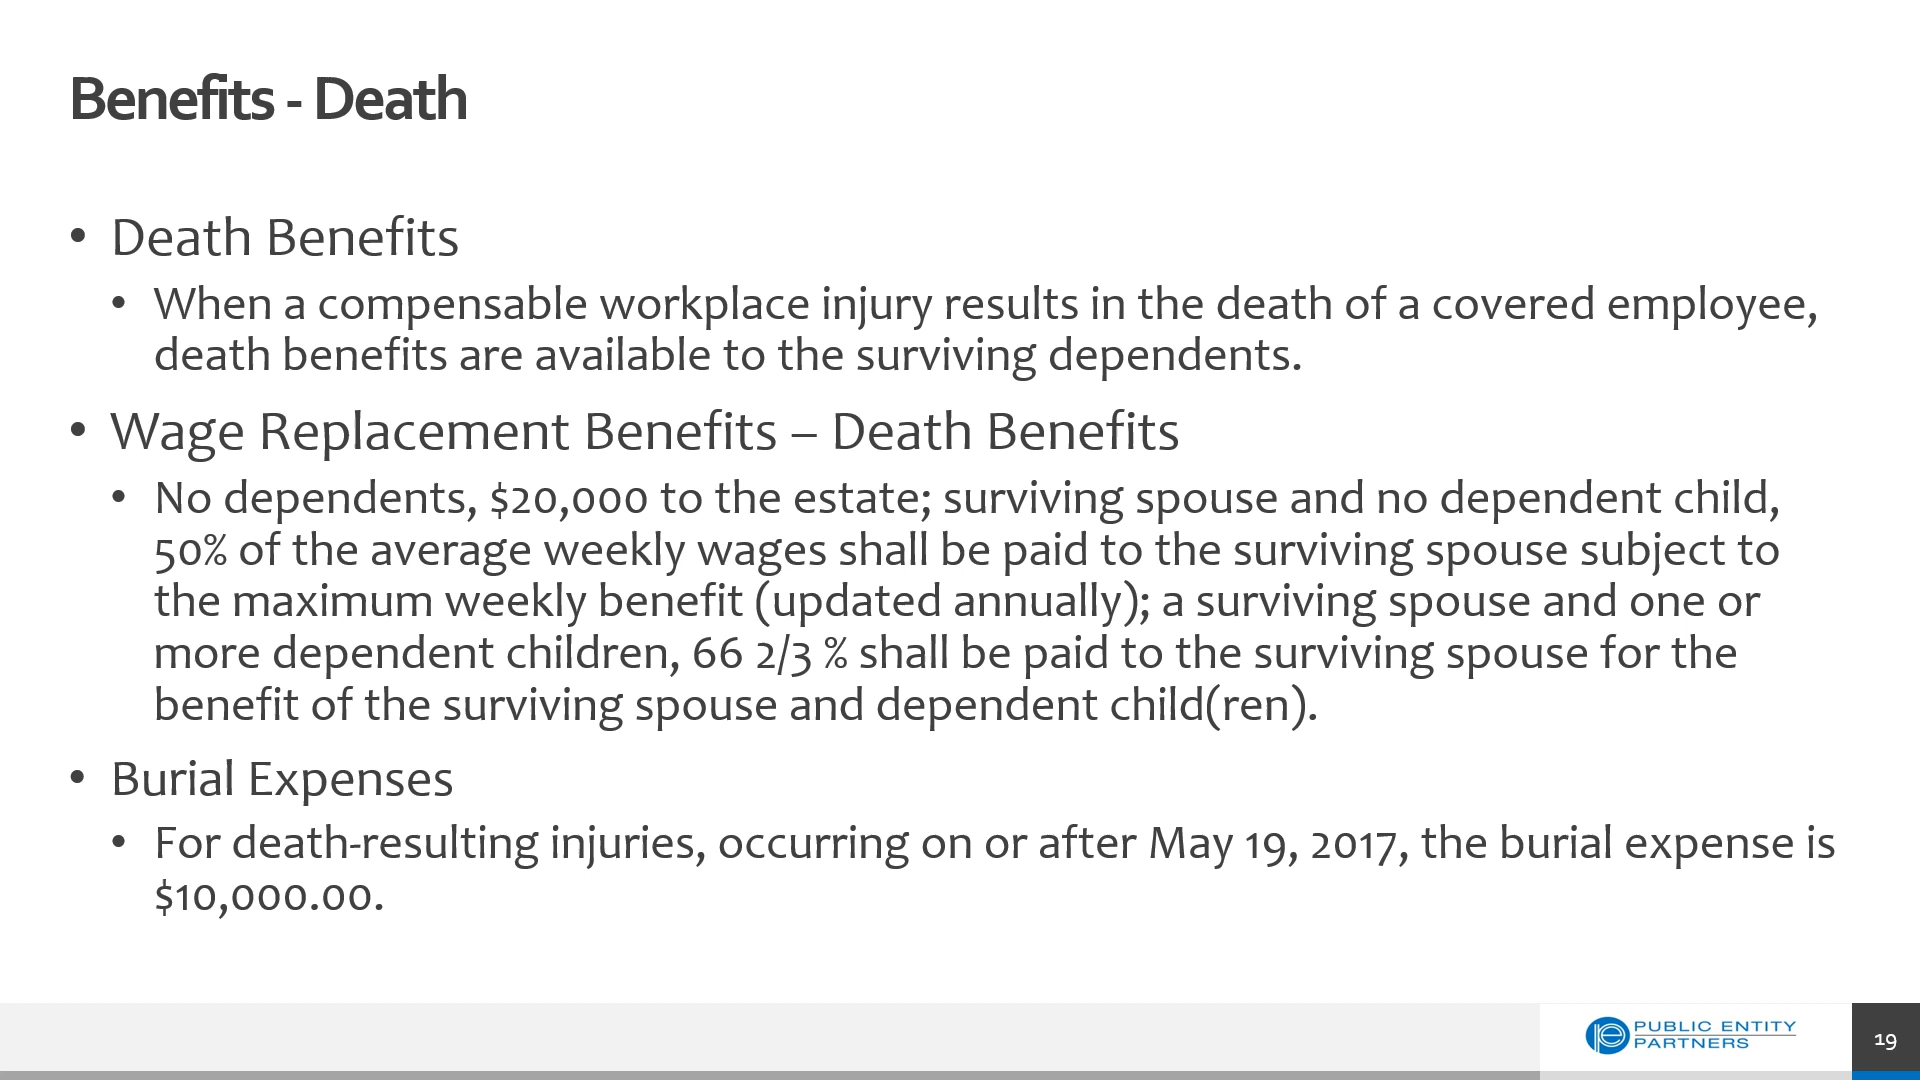 Benefits - Death
• Death Benefits
• When a compensable workplace injury results in the death of a covered employee,
death benefits are available to the surviving dependents.
• Wage Replacement Benefits – Death Benefits
• No dependents, $20,000 to the estate; surviving spouse and no dependent child,
50% of the average weekly wages shall be paid to the surviving spouse subject to
the maximum weekly benefit (updated annually); a surviving spouse and one or
more dependent children, 66 2/3 % shall be paid to the surviving spouse for the
benefit of the surviving spouse and dependent child(ren).
• Burial Expenses
• For death-resulting injuries, occurring on or after May 19, 2017, the burial expense is
$10,000.00.
pe PUBLIC ENTITY
PARTNERS
19